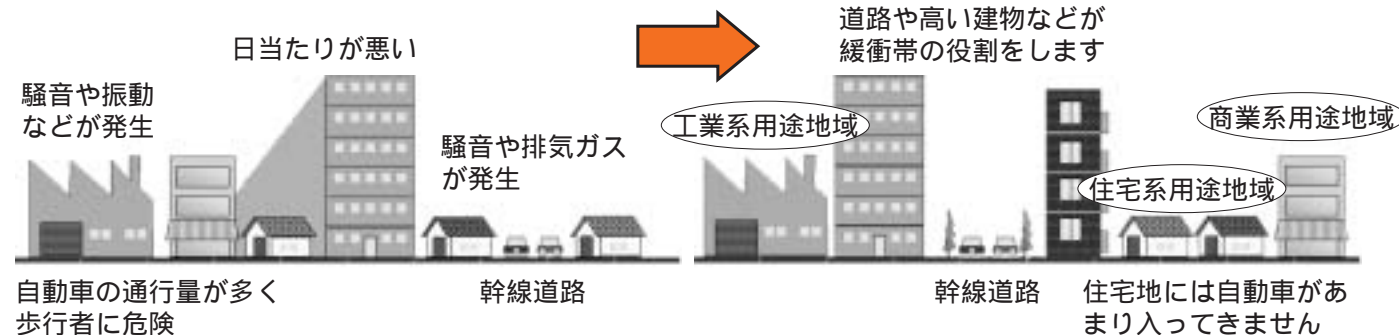 日当たりが悪い
騒音や振動
などが発生
騒音や排気ガス
が発生
自動車の通行量が多く
歩行者に危険
幹線道路
道路や高い建物などが
緩衝帯の役割をします
工業系用途地域
商業系用途地域
住宅系用途地域
幹線道路
住宅地には自動車があ
まり入ってきません